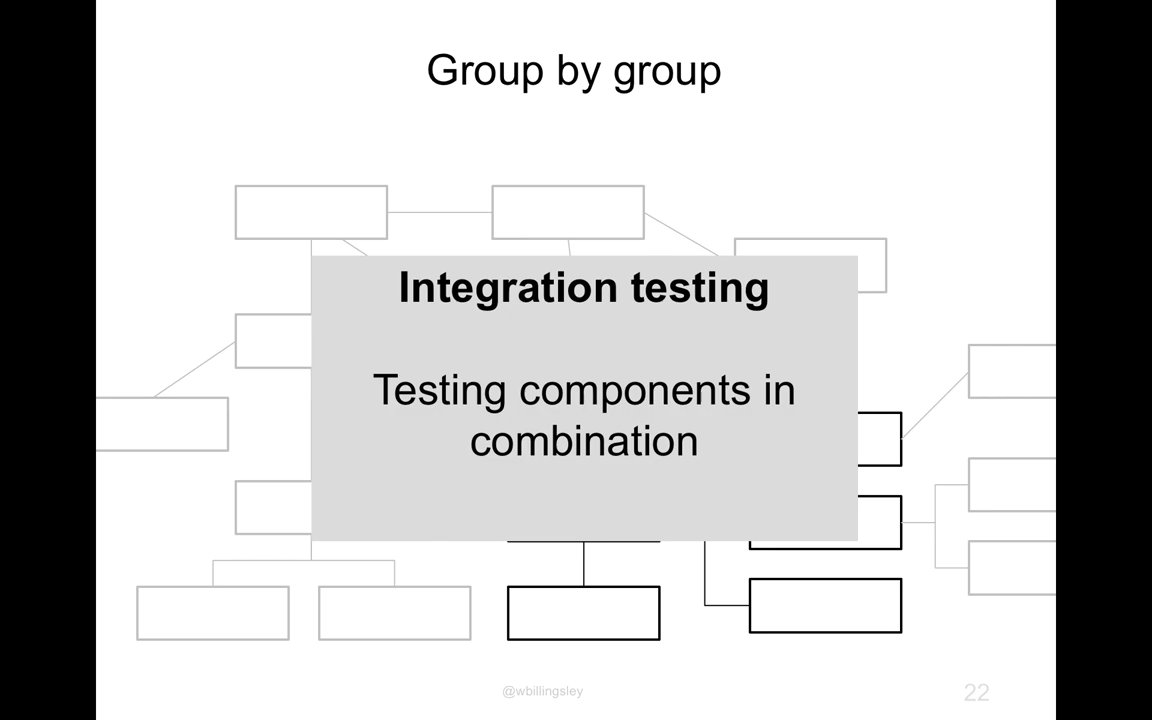 Group by group
Integration testing
Testing components in
combination
@wbillingsley
22